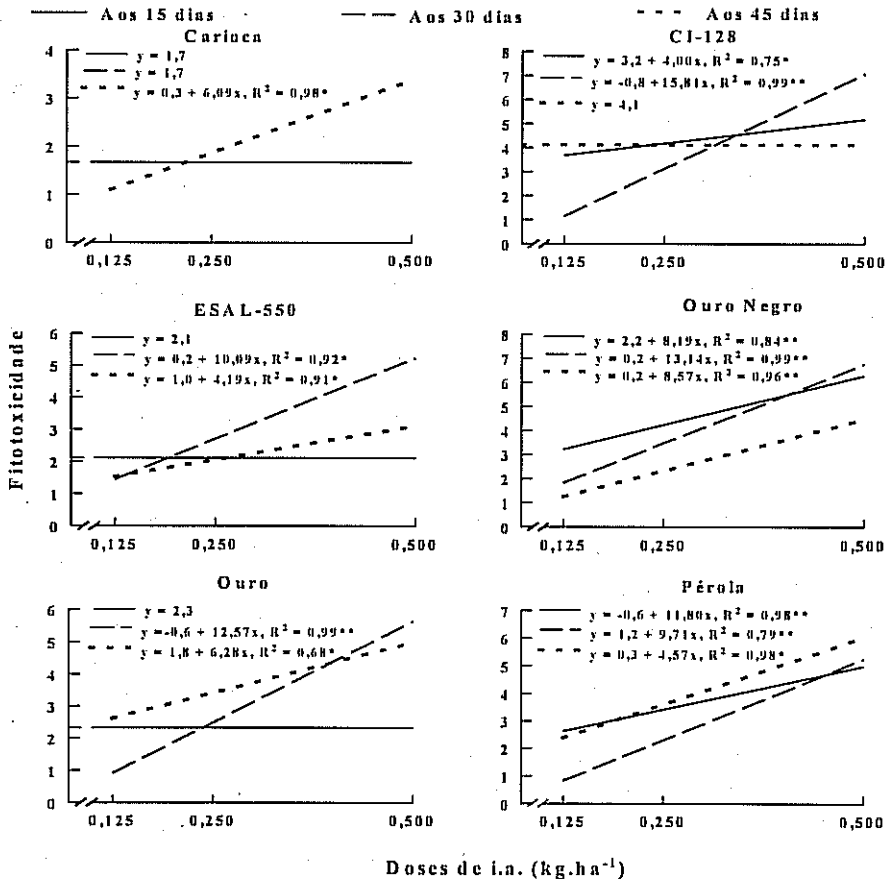 Aos 15 dias Aos 30 dias Aos 45 dias
Carioca
4
3
2
1
0
y = 1,7
y = 1,7
y = 0,3 + 6,09x, R² = 0,98*
0,125 0,250 0,500
CI-128
8
7
6
5
4
3
2
1
0
y = 3,2 + 4,00x, R² = 0,75*
y = -0,8 + 15,81x, R² = 0,99**
y = 4,1
0,125 0,250 0,500
Fitotoxicidade
ESAL-550
6
5
4
3
2
1
0
y = 2,1
y = 0,2 + 10,09x, R² = 0,92*
y = 1,0 + 4,19x, R² = 0,91*
0,125 0,250 0,500
Ouro Negro
8
7
6
5
4
3
2
1
0
y = 2,2 + 8,19x, R² = 0,84**
y = 0,2 + 13,14x, R² = 0,99**
y = 0,2 + 8,57x, R² = 0,96**
0,125 0,250 0,500
Ouro
6
5
4
3
2
1
0
y = 2,3
y = -0,6 + 12,57x, R² = 0,99**
y = 1,8 + 6,28x, R² = 0,68*
0,125 0,250 0,500
Pérola
7
6
5
4
3
2
1
0
y = -0,6 + 11,80x, R² = 0,98**
y = 1,2 + 9,71x, R² = 0,79**
y = 0,3 + 4,57x, R² = 0,98*
0,125 0,250 0,500
Doses de i.a. (kg.ha⁻¹)